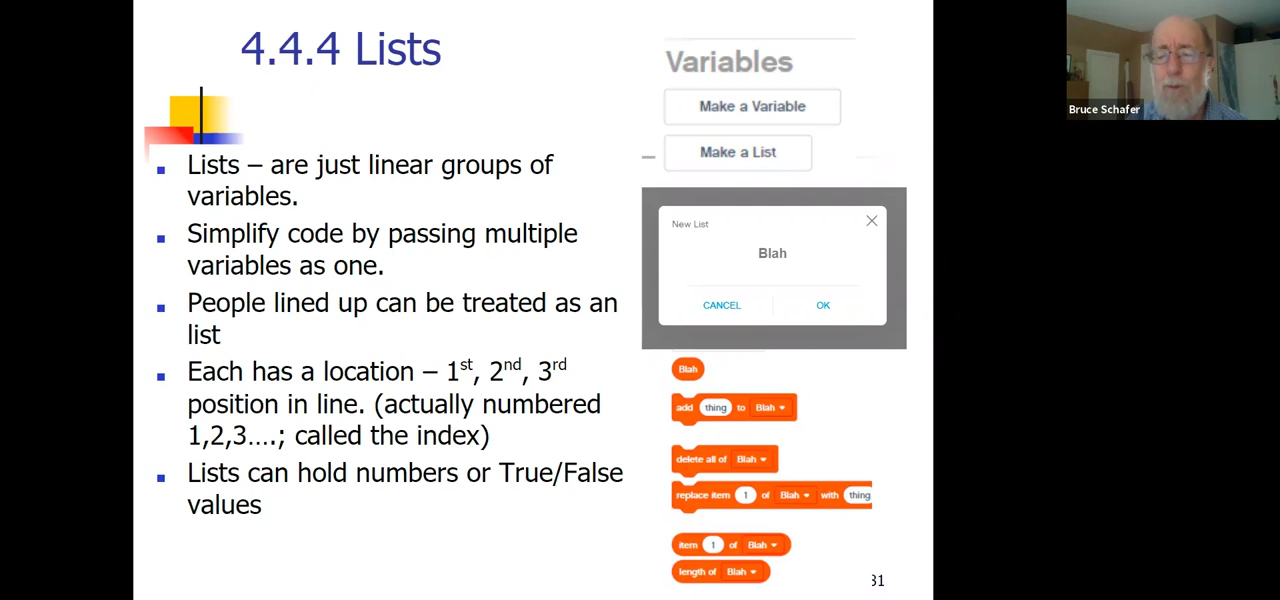 4.4.4 Lists
Lists – are just linear groups of
variables.
Simplify code by passing multiple
variables as one.
People lined up can be treated as an
list
Each has a location – 1st, 2nd, 3rd
position in line. (actually numbered
1,2,3….; called the index)
Lists can hold numbers or True/False
values
Variables
Make a Variable
Make a List
New List
Blah
CANCEL OK
Blah
add thing to Blah
delete all of Blah
replace item 1 of Blah with thing
item 1 of Blah
length of Blah
31
Bruce Schafer